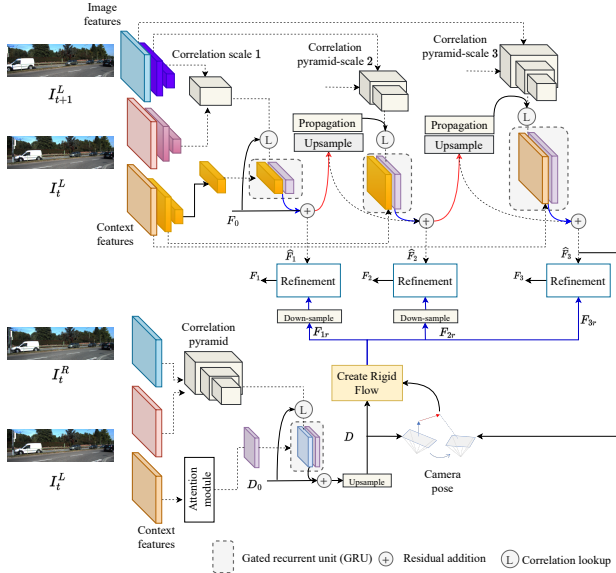 Image
features
Correlation scale 1
Correlation
pyramid-scale 2
Correlation
pyramid-scale 3
I^L_{t+1}
L
Propagation
Upsample
L
Propagation
Upsample
L
I^L_t
Context
features
F_0
+
+
+
F̂_1
F̂_2
F̂_3
F_1
Refinement
F_2
Refinement
F_3
Refinement
Down-sample
Down-sample
F_{1r}
F_{2r}
F_{3r}
Correlation
pyramid
I^R_t
Create Rigid
Flow
L
D
I^L_t
Attention
module
D_0
+
Upsample
Camera
pose
Context
features
Gated recurrent unit (GRU)
+
Residual addition
L
Correlation lookup